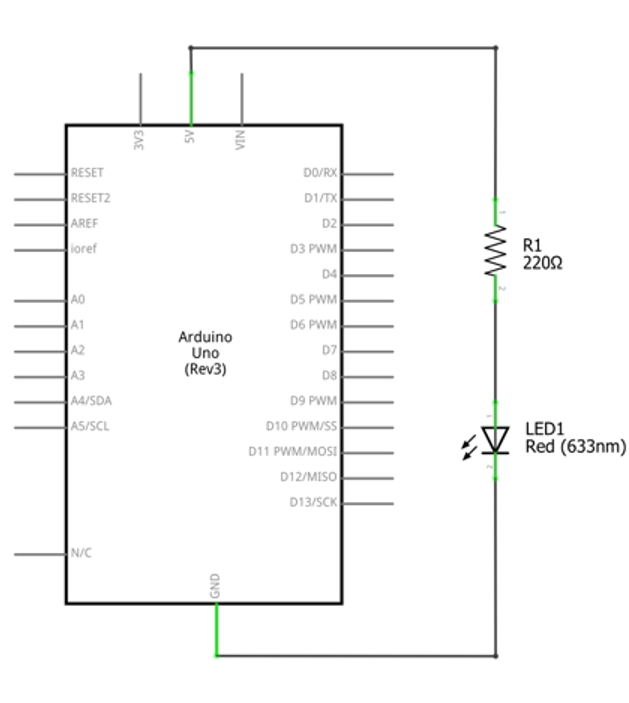 3V3
5V
VIN
RESET
RESET2
AREF
ioref
A0
A1
A2
A3
A4/SDA
A5/SCL
N/C
Arduino
Uno
(Rev3)
D0/RX
D1/TX
D2
D3 PWM
D4
D5 PWM
D6 PWM
D7
D8
D9 PWM
D10 PWM/SS
D11 PWM/MOSI
D12/MISO
D13/SCK
GND
1
R1
220Ω
2
1
LED1
Red (633nm)
2